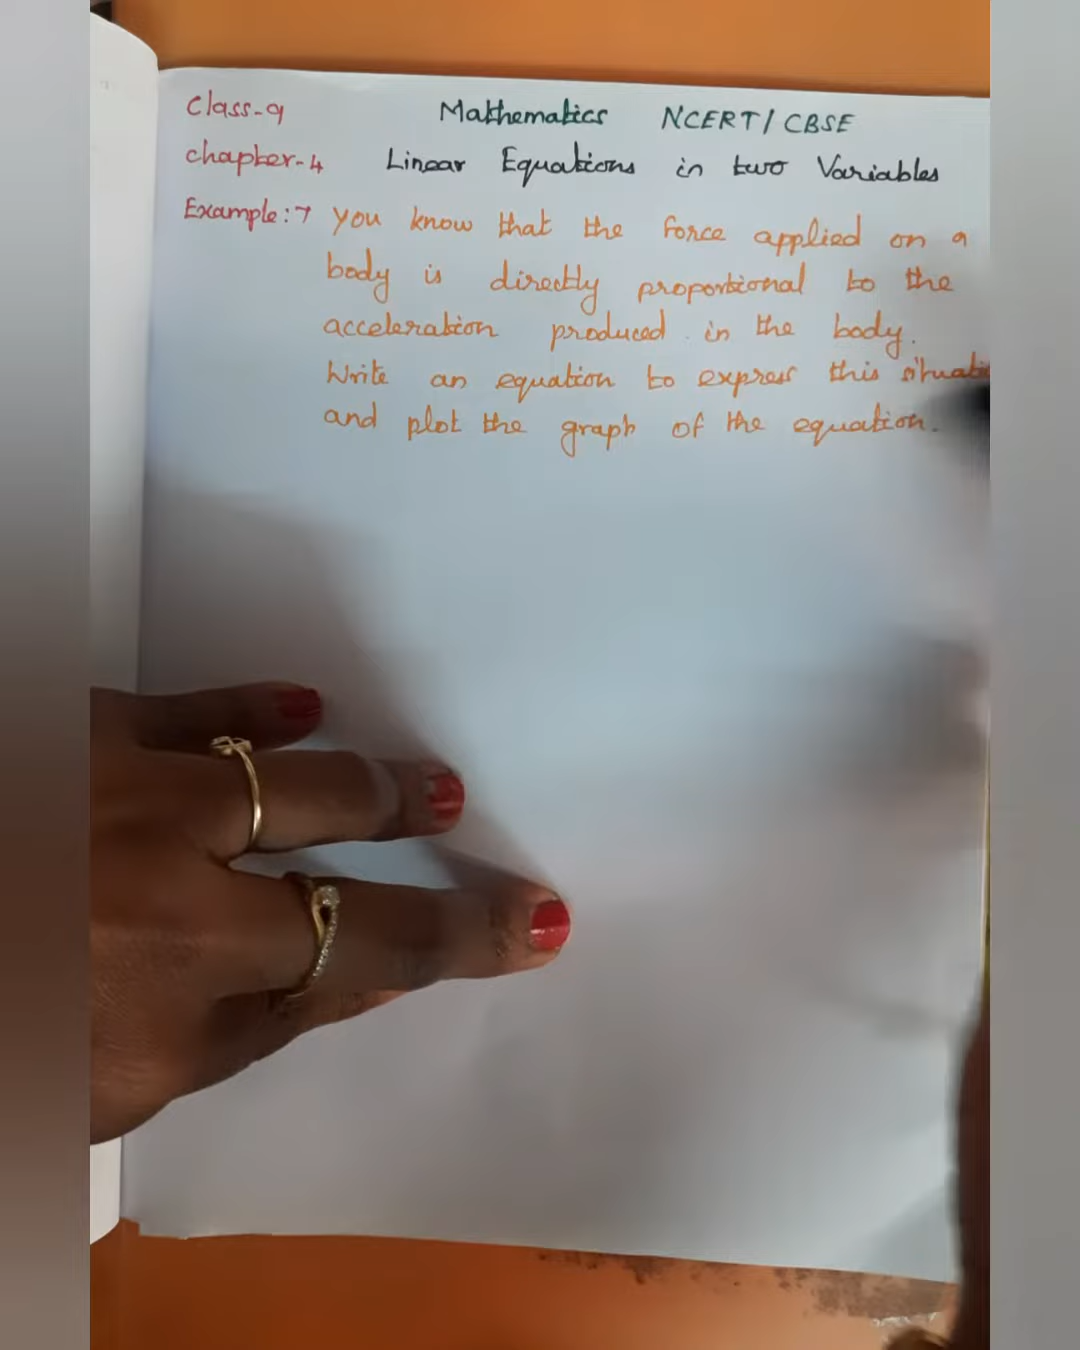 Class-9 Mathematics NCERT/CBSE
chapter-4 Linear Equations in two Variables
Example:7 you know that the force applied on a
body is directly proportional to the
acceleration produced in the body.
Write an equation to express this situatio
and plot the graph of the equation.